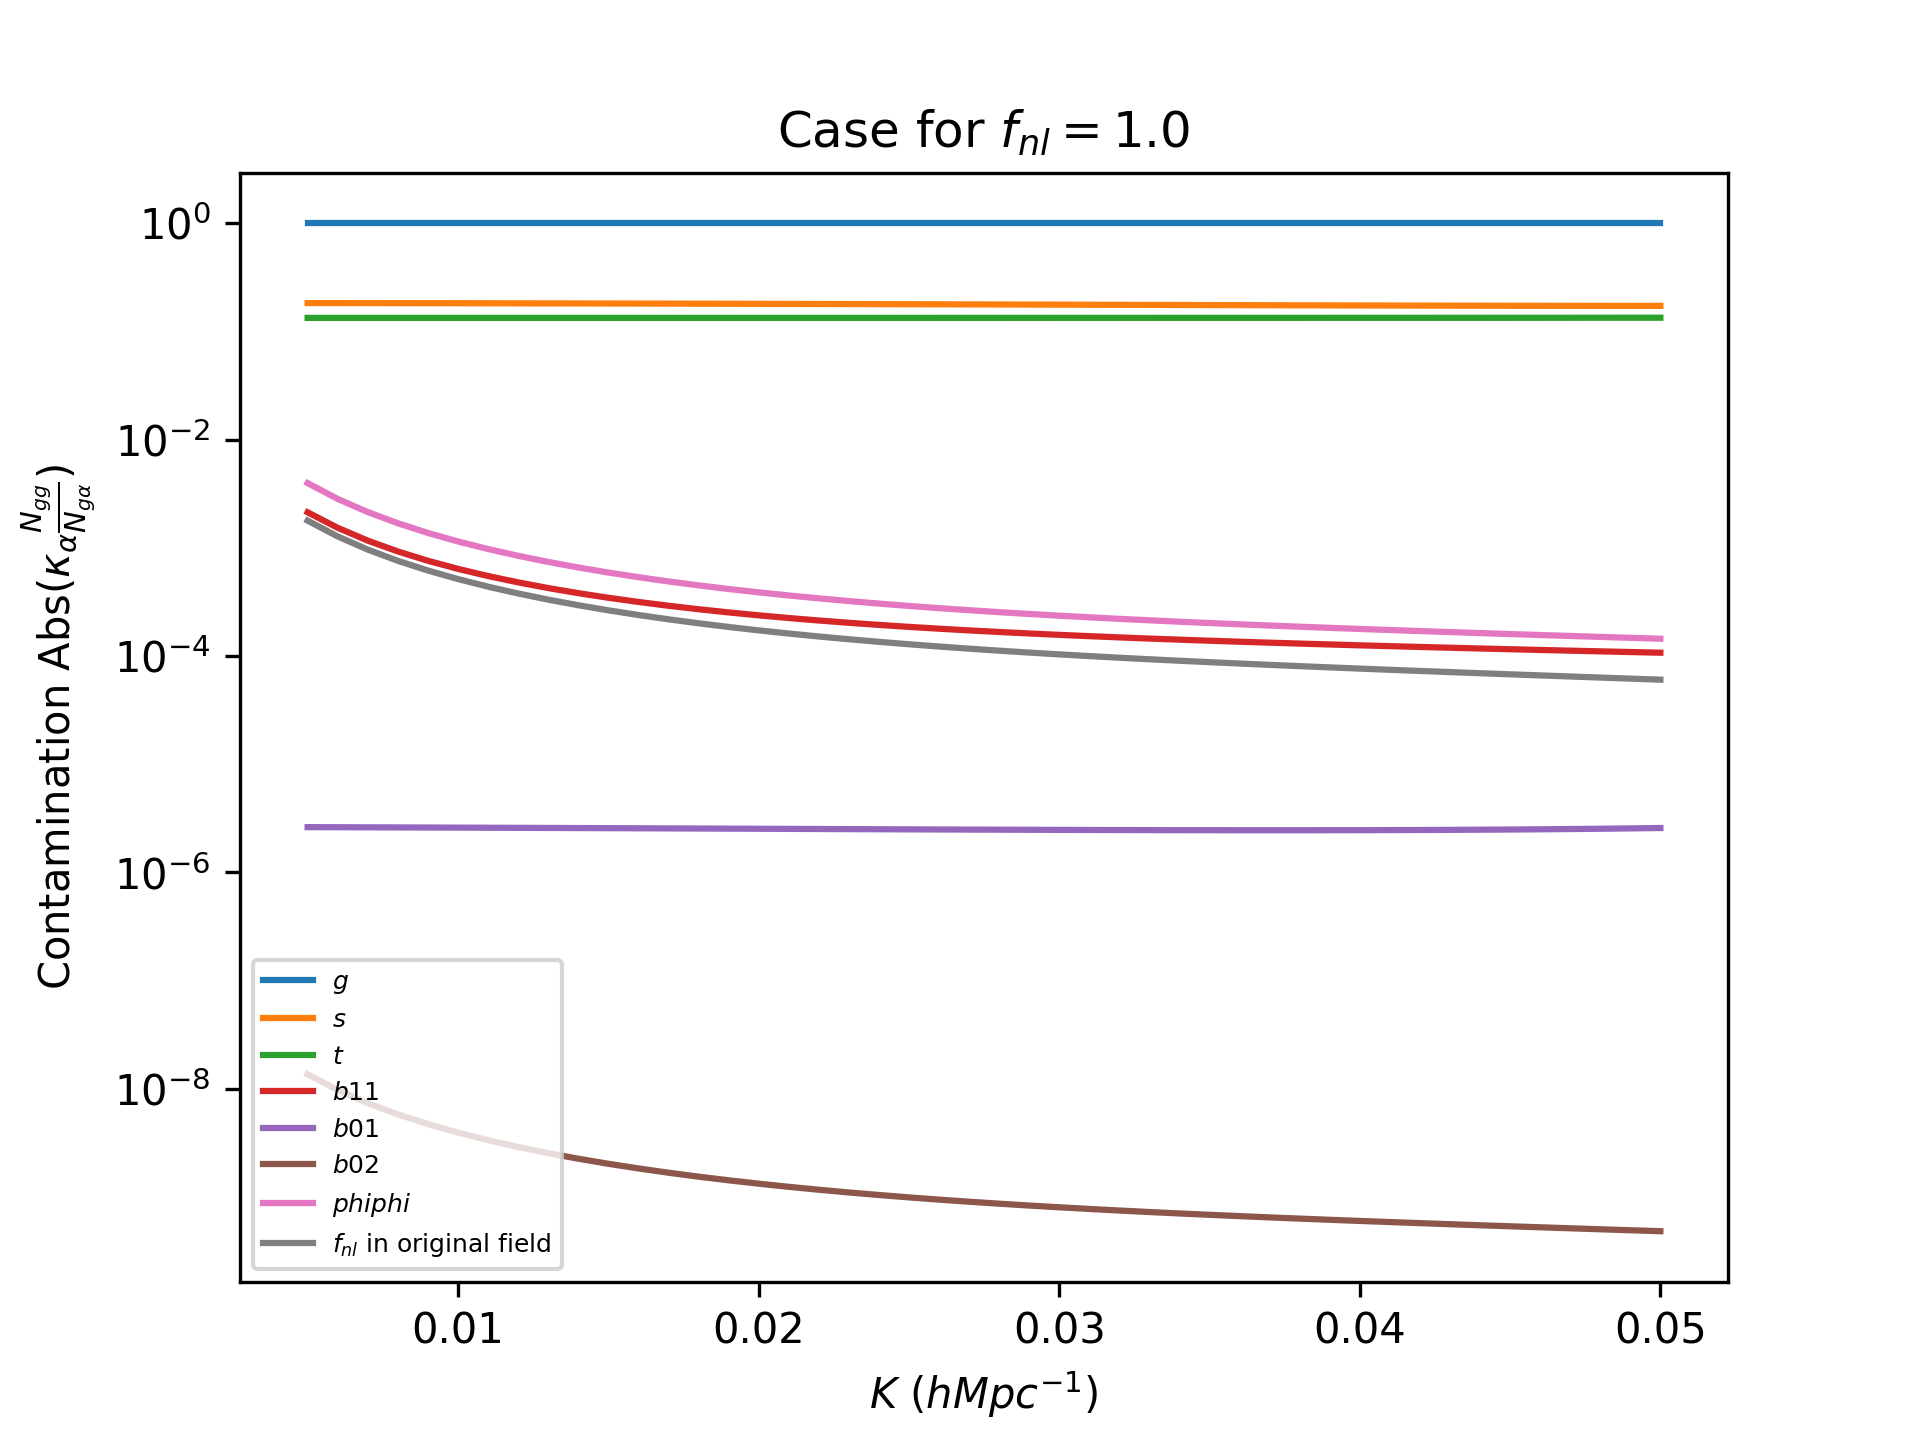 Case for $f_{nl} = 1.0$
Contamination Abs($\kappa_\alpha \frac{N_{gg}}{N_{g\alpha}}$)
$10^0$
$10^{-2}$
$10^{-4}$
$10^{-6}$
$10^{-8}$
g
s
t
b11
b01
b02
phiphi
$f_{nl}$ in original field
0.01 0.02 0.03 0.04 0.05
$K$ ($hMpc^{-1}$)